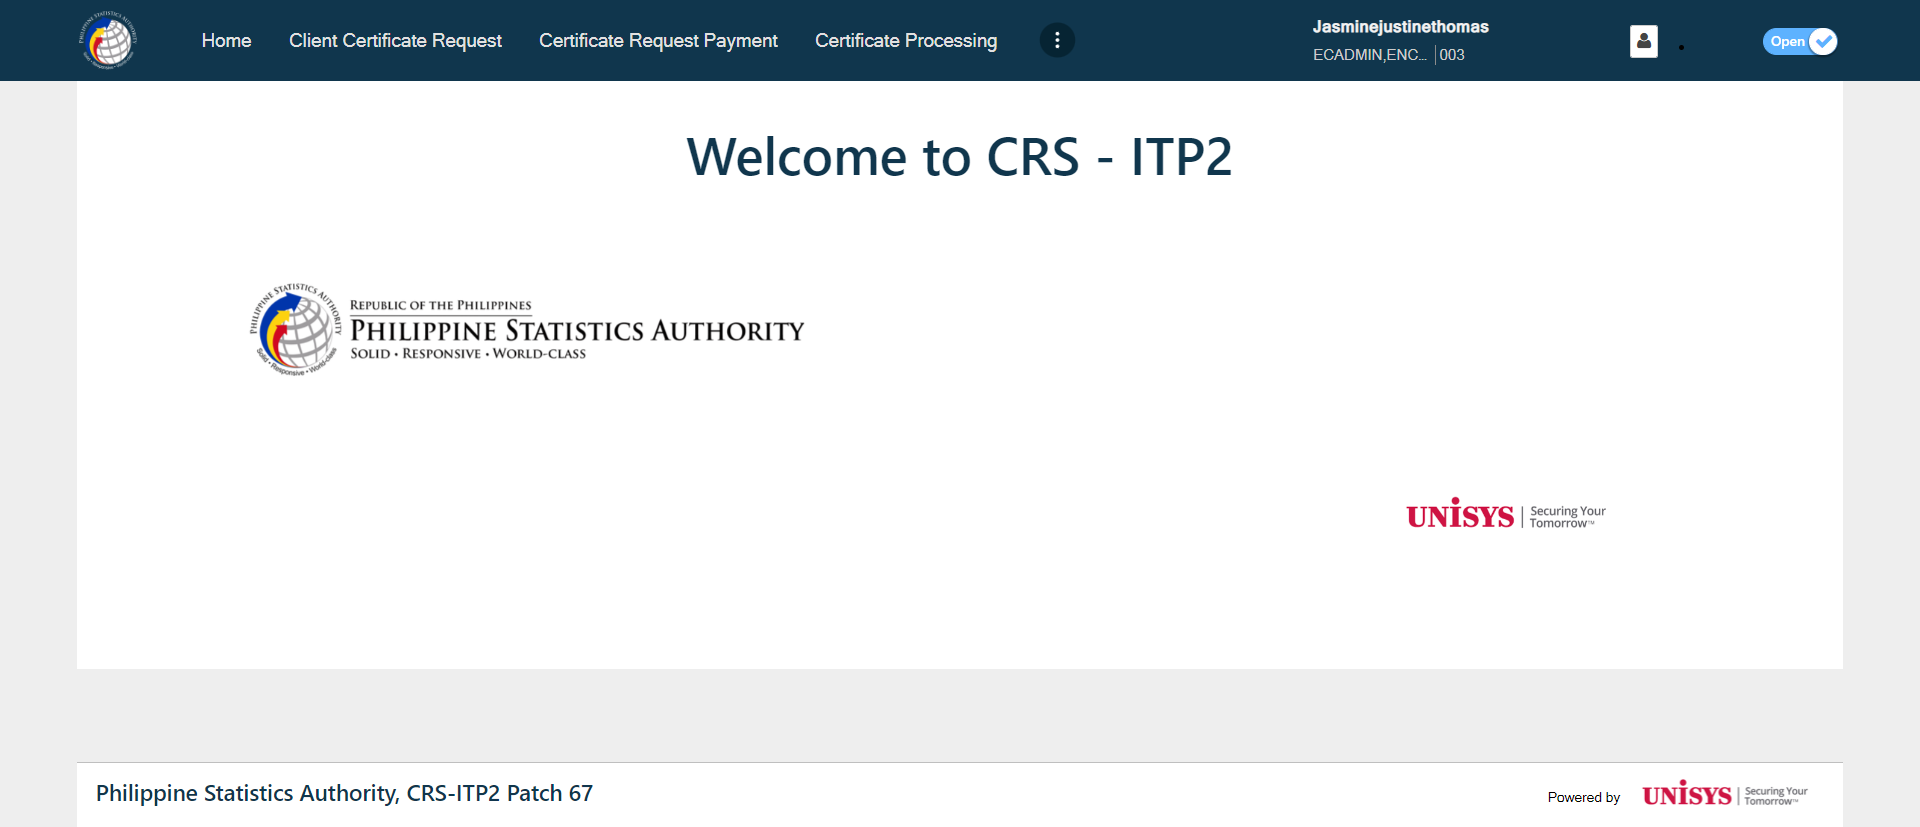 Home
Client Certificate Request
Certificate Request Payment
Certificate Processing
Jasminejustinethomas
ECADMIN,ENC... 003
Open
Welcome to CRS - ITP2
PHILIPPINE STATISTICS AUTHORITY
Solid • Responsive • World-class
REPUBLIC OF THE PHILIPPINES
PHILIPPINE STATISTICS AUTHORITY
SOLID • RESPONSIVE • WORLD-CLASS
UNISYS
Securing Your
Tomorrow™
Philippine Statistics Authority, CRS-ITP2 Patch 67
Powered by
UNISYS
Securing Your
Tomorrow™